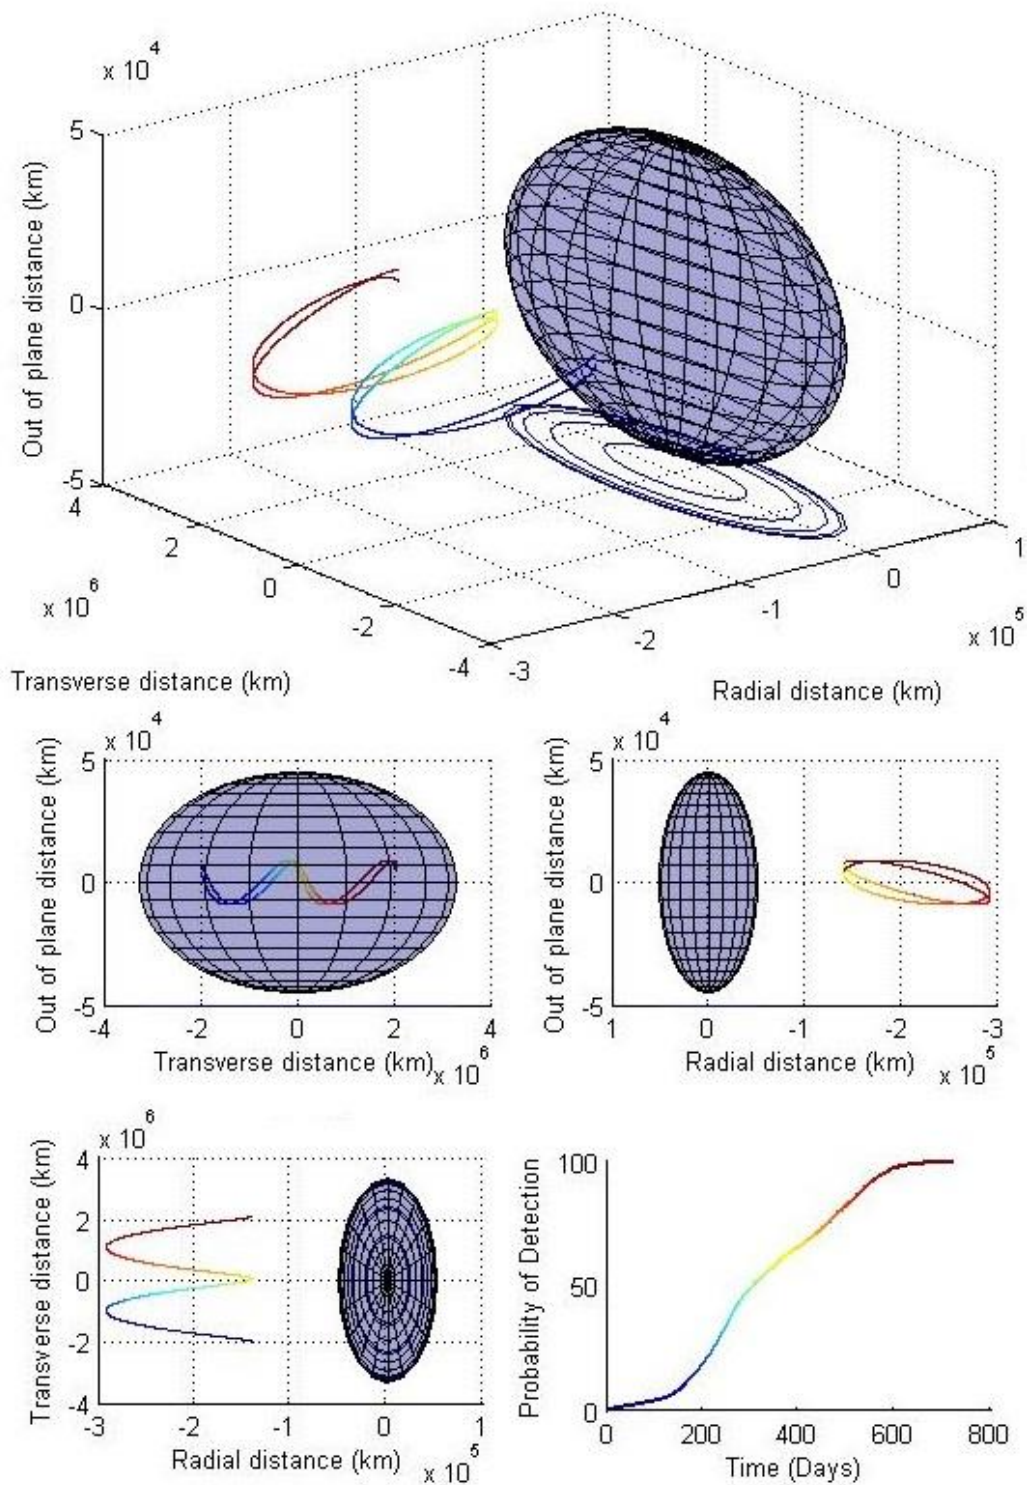 x 10^4
5
0
-5
Out of plane distance (km)
4
2
0
-2
-4
x 10^6
Transverse distance (km)
-3
-2
-1
0
1
x 10^5
Radial distance (km)
x 10^4
5
0
-5
Out of plane distance (km)
-4 -2 0 2 4
Transverse distance (km)
x 10^6
x 10^4
5
0
-5
Out of plane distance (km)
1 0 -1 -2 -3
Radial distance (km)
x 10^5
x 10^6
4
2
0
-2
-4
Transverse distance (km)
-3 -2 -1 0 1
Radial distance (km)
x 10^5
100
50
0
Probability of Detection
0 200 400 600 800
Time (Days)